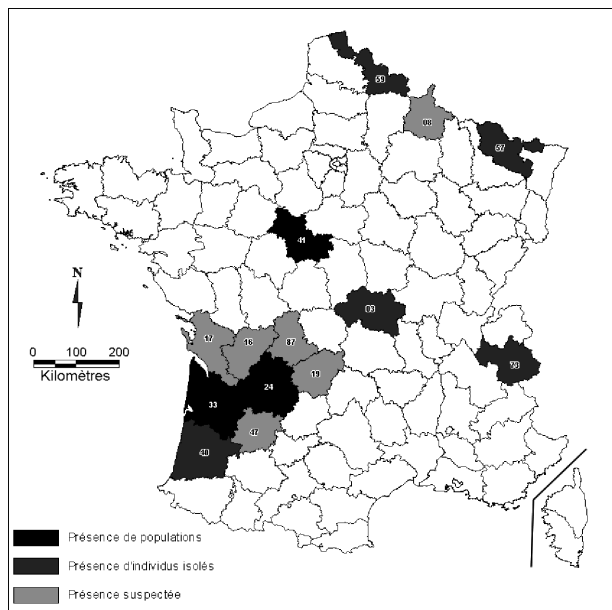 59
08
57
41
N
03
17
16
87
73
0 100 200
Kilomètres
19
24
33
47
40
Présence de populations
Présence d'individus isolés
Présence suspectée